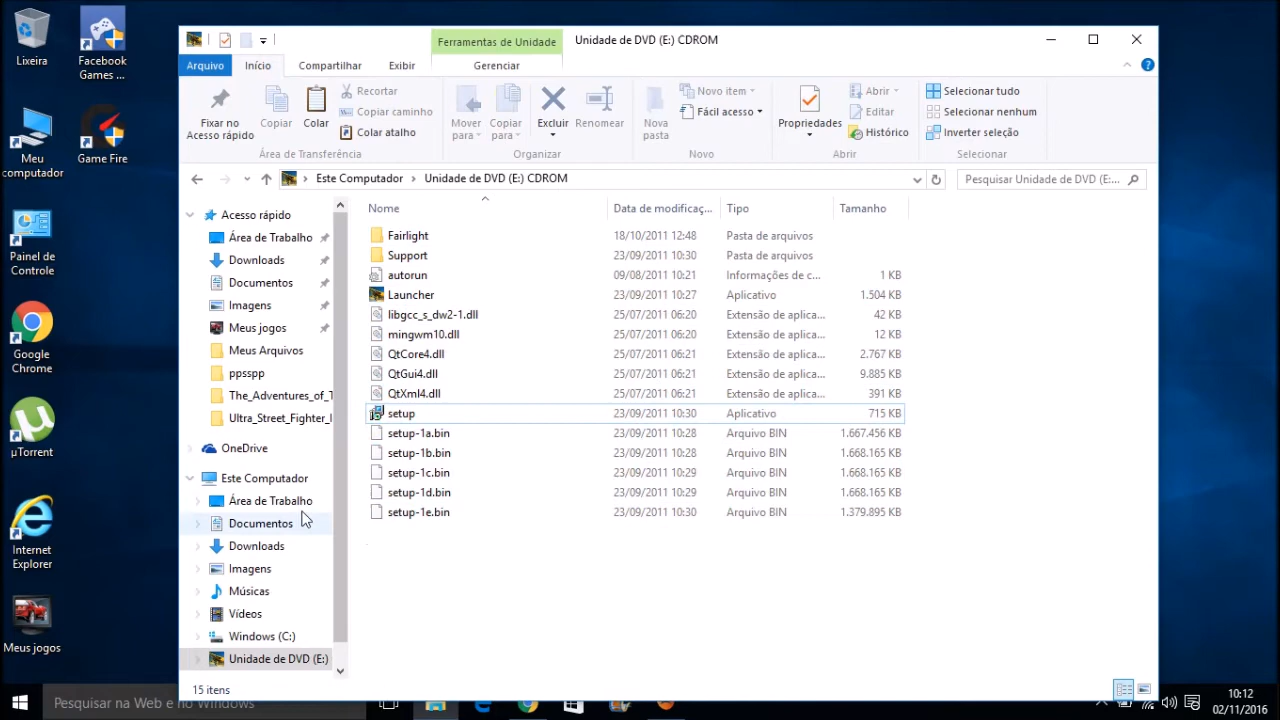 Lixeira
Facebook
Games ...
Meu
computador
Game Fire
Painel de
Controle
Google
Chrome
µTorrent
Internet
Explorer
Meus jogos
Ferramentas de Unidade
Unidade de DVD (E:) CDROM
Arquivo
Início
Compartilhar
Exibir
Gerenciar
Fixar no
Acesso rápido
Copiar
Colar
Recortar
Copiar caminho
Colar atalho
Área de Transferência
Mover
para
Copiar
para
Excluir
Renomear
Organizar
Nova
pasta
Novo item
Fácil acesso
Novo
Propriedades
Abrir
Editar
Histórico
Abrir
Selecionar tudo
Selecionar nenhum
Inverter seleção
Selecionar
Este Computador
Unidade de DVD (E:) CDROM
Pesquisar Unidade de DVD (E:...
Acesso rápido
Área de Trabalho
Downloads
Documentos
Imagens
Meus jogos
Meus Arquivos
ppsspp
The_Adventures_of_T
Ultra_Street_Fighter_I
OneDrive
Este Computador
Área de Trabalho
Documentos
Downloads
Imagens
Músicas
Vídeos
Windows (C:)
Unidade de DVD (E:)
Nome Data de modificaç... Tipo Tamanho
Fairlight 18/10/2011 12:48 Pasta de arquivos
Support 23/09/2011 10:30 Pasta de arquivos
autorun 09/08/2011 10:21 Informações de c... 1 KB
Launcher 23/09/2011 10:27 Aplicativo 1.504 KB
libgcc_s_dw2-1.dll 25/07/2011 06:20 Extensão de aplica... 42 KB
mingwm10.dll 25/07/2011 06:20 Extensão de aplica... 12 KB
QtCore4.dll 25/07/2011 06:21 Extensão de aplica... 2.767 KB
QtGui4.dll 25/07/2011 06:21 Extensão de aplica... 9.885 KB
QtXml4.dll 25/07/2011 06:21 Extensão de aplica... 391 KB
setup 23/09/2011 10:30 Aplicativo 715 KB
setup-1a.bin 23/09/2011 10:28 Arquivo BIN 1.667.456 KB
setup-1b.bin 23/09/2011 10:28 Arquivo BIN 1.668.165 KB
setup-1c.bin 23/09/2011 10:29 Arquivo BIN 1.668.165 KB
setup-1d.bin 23/09/2011 10:29 Arquivo BIN 1.668.165 KB
setup-1e.bin 23/09/2011 10:30 Arquivo BIN 1.379.895 KB
15 itens
Pesquisar na Web e no Windows
10:12
02/11/2016